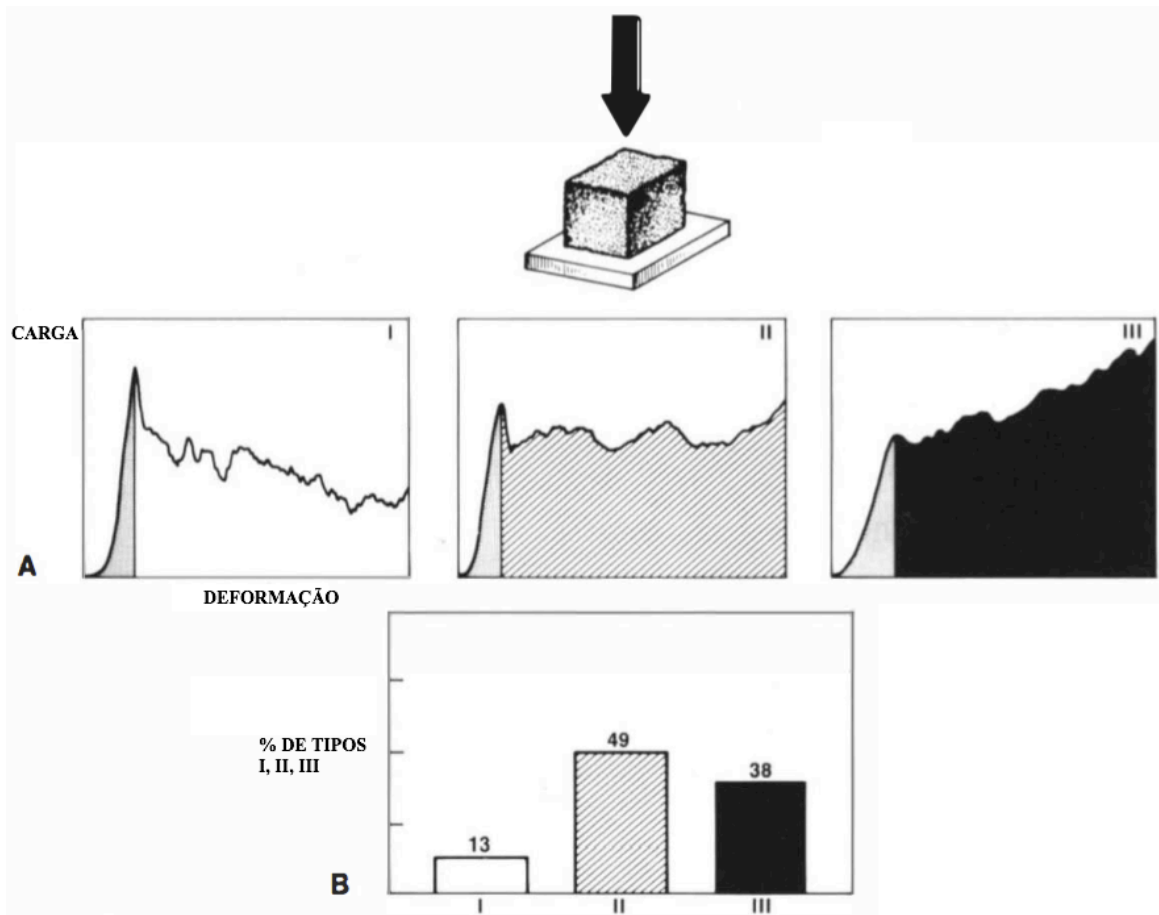 CARGA
I
II
III
A
DEFORMAÇÃO
% DE TIPOS
I, II, III
13
49
38
B
I
II
III